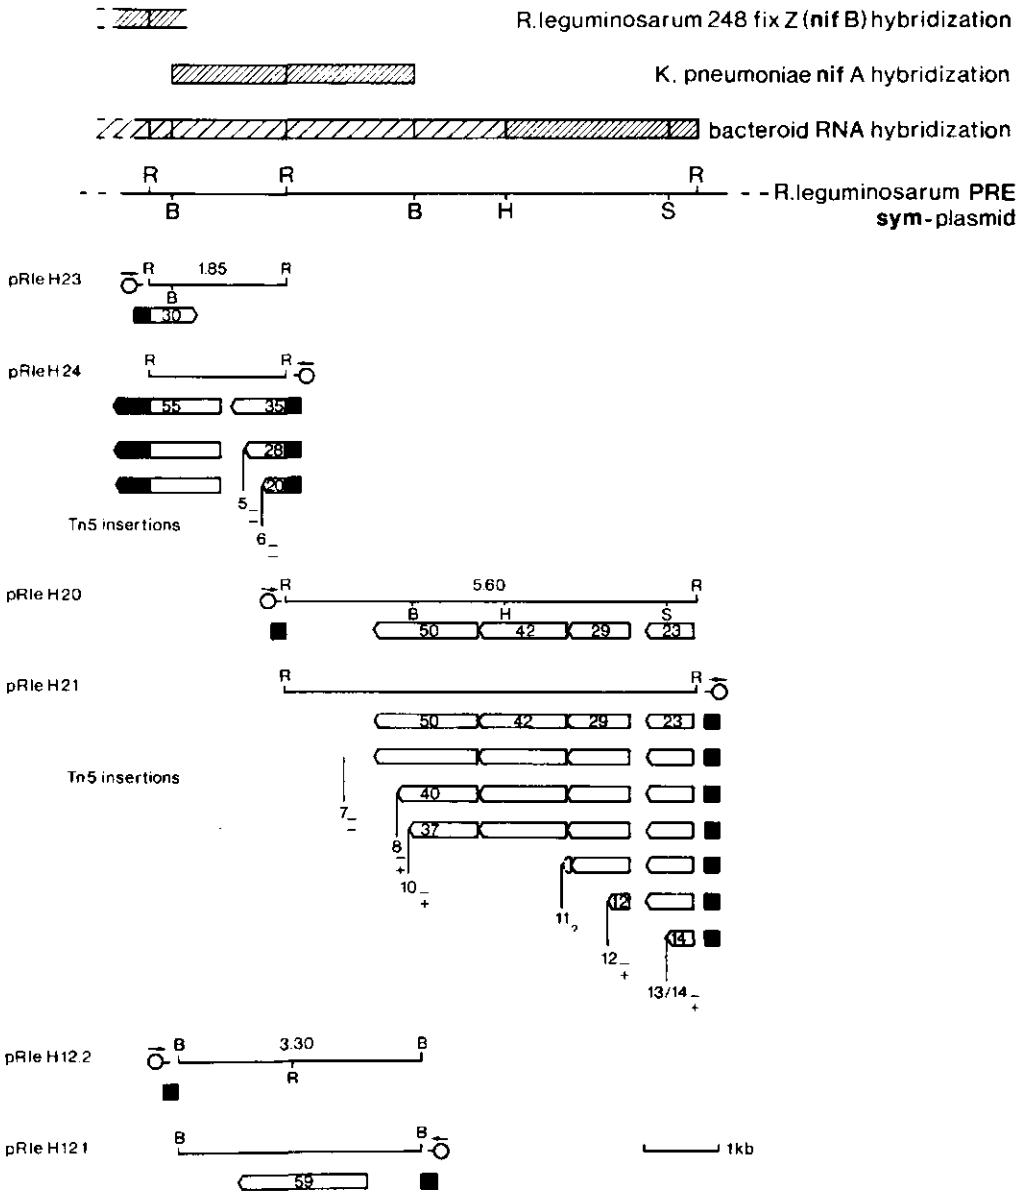 R.leguminosarum 248 fix Z (nif B) hybridization
K. pneumoniae nif A hybridization
bacteroid RNA hybridization
R R R
R.leguminosarum PRE
B B H S
sym-plasmid
pRle H23
R 1.85 R
B
30
pRle H24
R R
55 35
28
20
5 _
_
Tn5 insertions
6 _
_
pRle H20
R 5.60 R
B H S
50 42 29 23
pRle H21
R R
50 42 29 23
Tn5 insertions
40
7 _
_
37
8
_
+
10 _
+
11 ?
12
12 _
+
14
13/14 _
+
pRle H12.2
B 3.30 B
R
pRle H121
B B
1kb
59